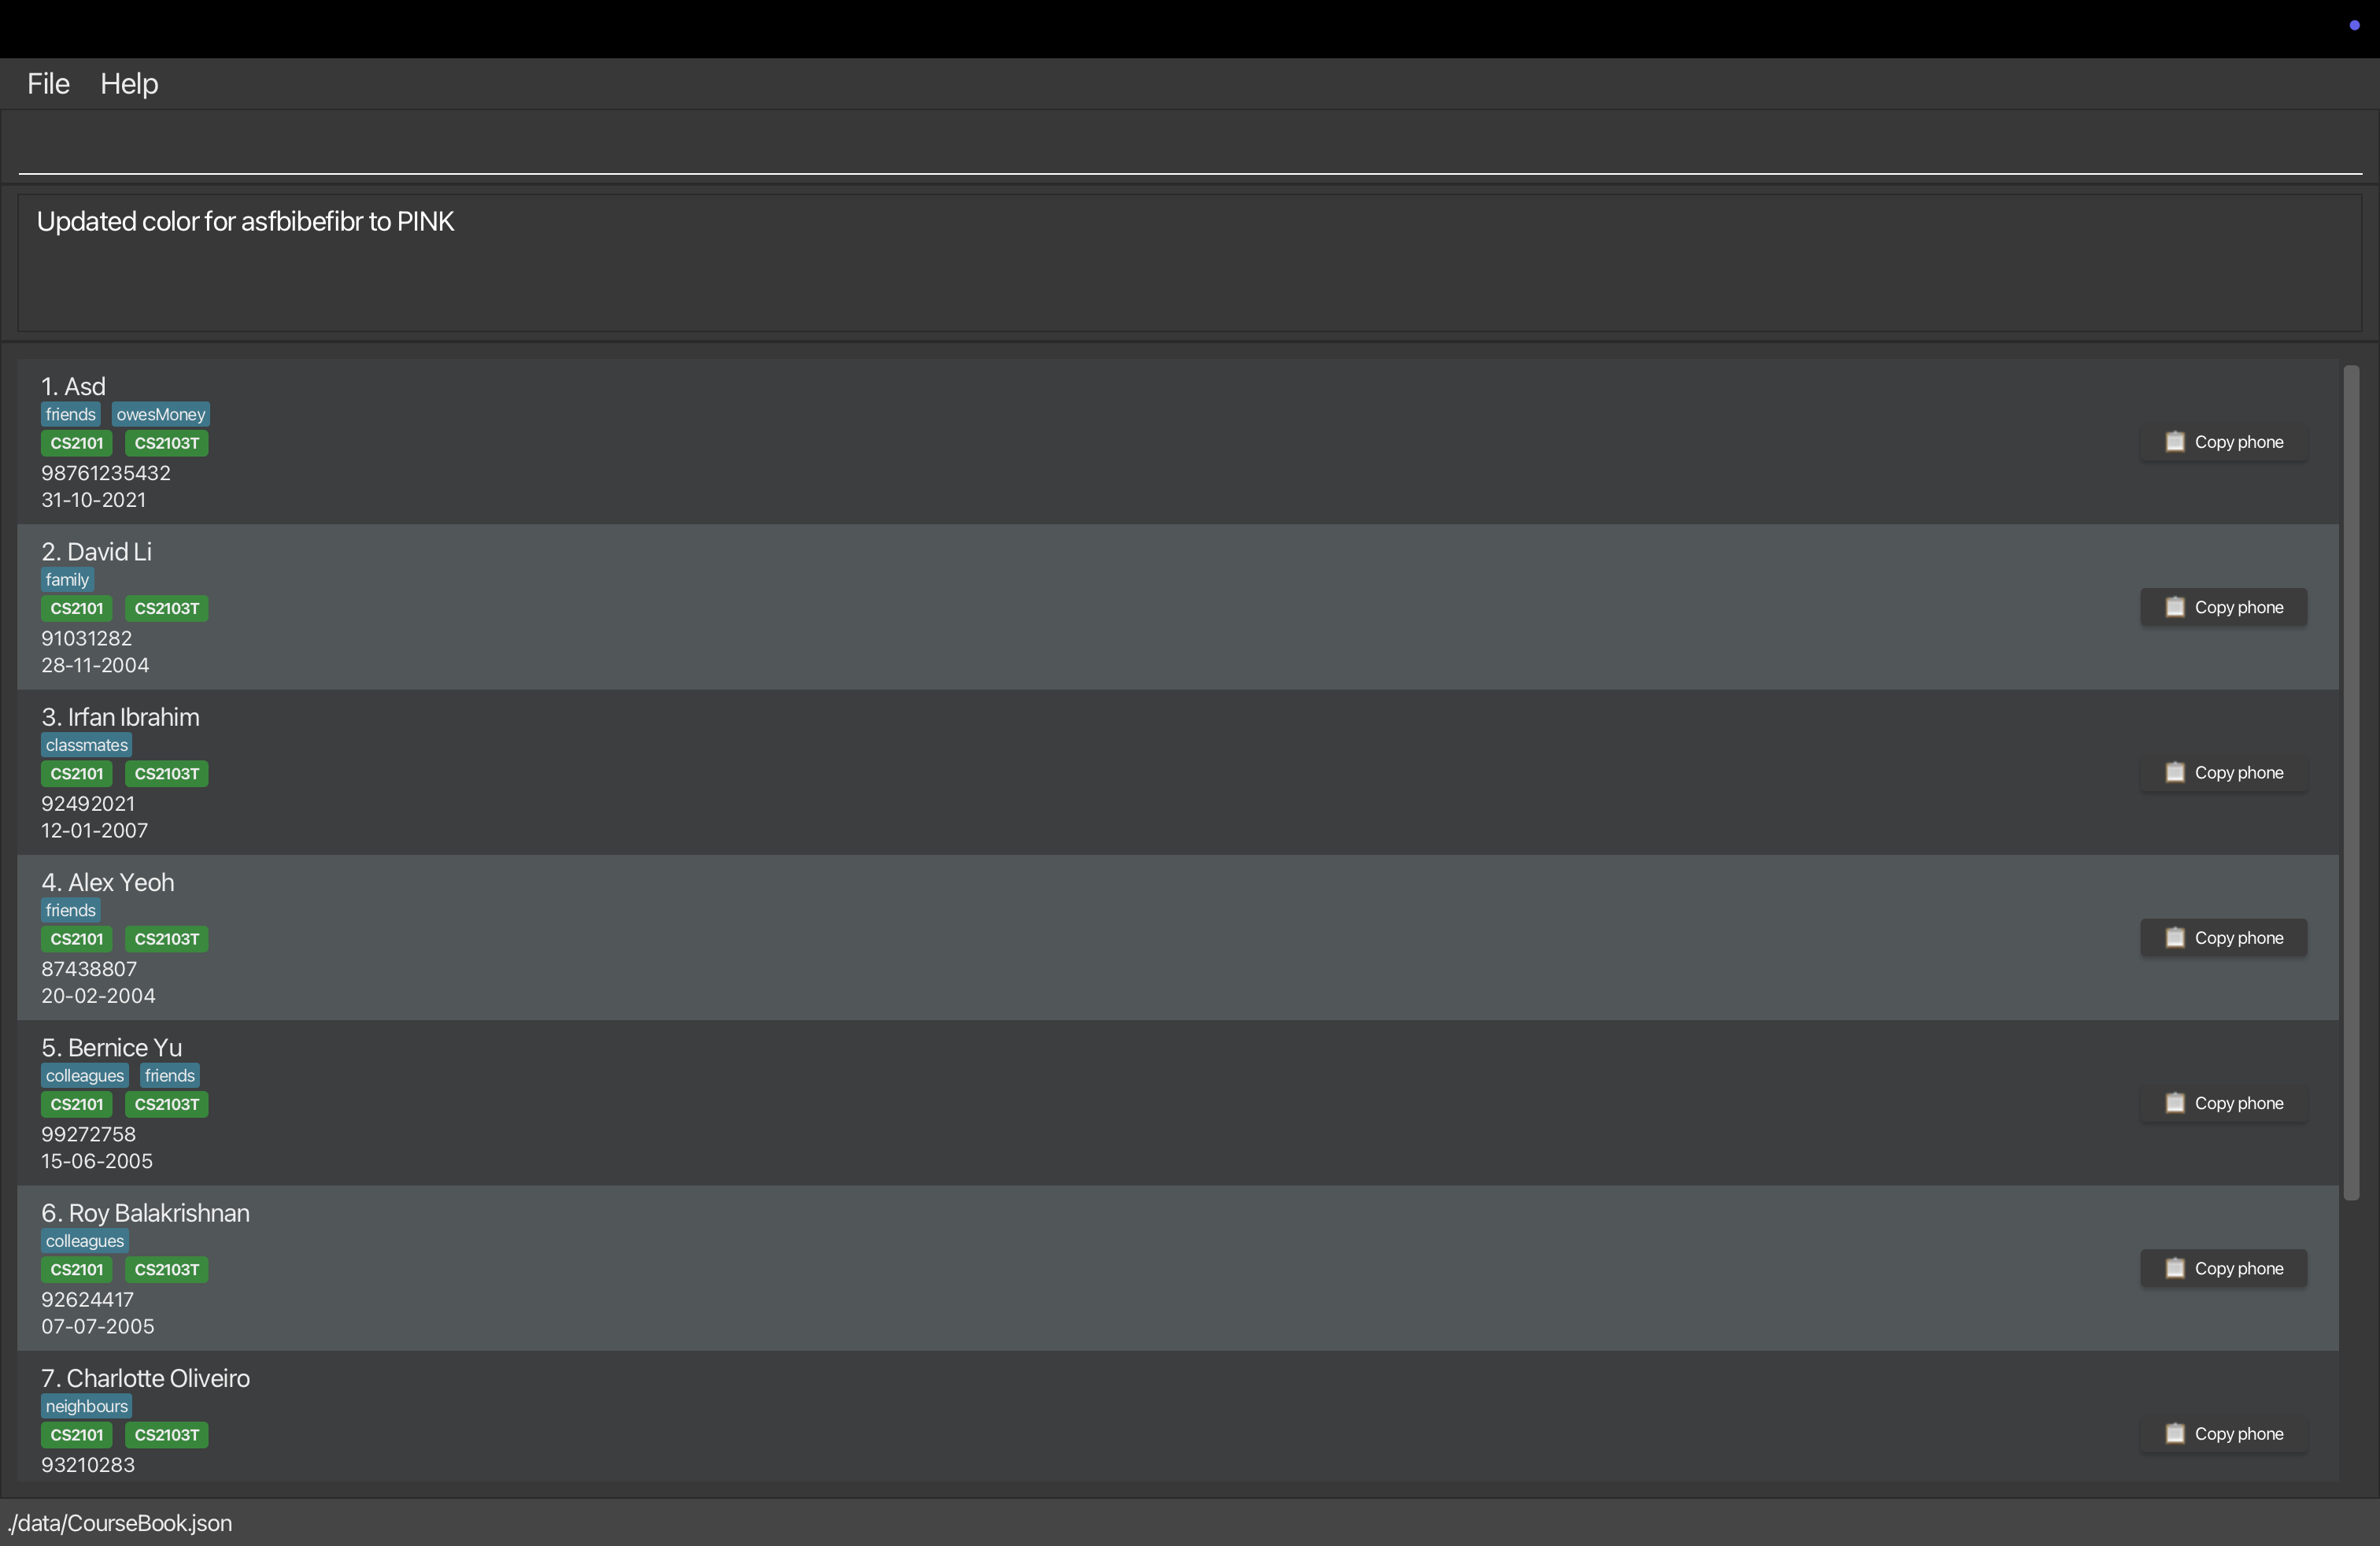 File Help
Updated color for asfbibefibr to PINK
1. Asd
friends owesMoney
CS2101 CS2103T
98761235432
31-10-2021
Copy phone
2. David Li
family
CS2101 CS2103T
91031282
28-11-2004
Copy phone
3. Irfan Ibrahim
classmates
CS2101 CS2103T
92492021
12-01-2007
Copy phone
4. Alex Yeoh
friends
CS2101 CS2103T
87438807
20-02-2004
Copy phone
5. Bernice Yu
colleagues friends
CS2101 CS2103T
99272758
15-06-2005
Copy phone
6. Roy Balakrishnan
colleagues
CS2101 CS2103T
92624417
07-07-2005
Copy phone
7. Charlotte Oliveiro
neighbours
CS2101 CS2103T
93210283
Copy phone
./data/CourseBook.json